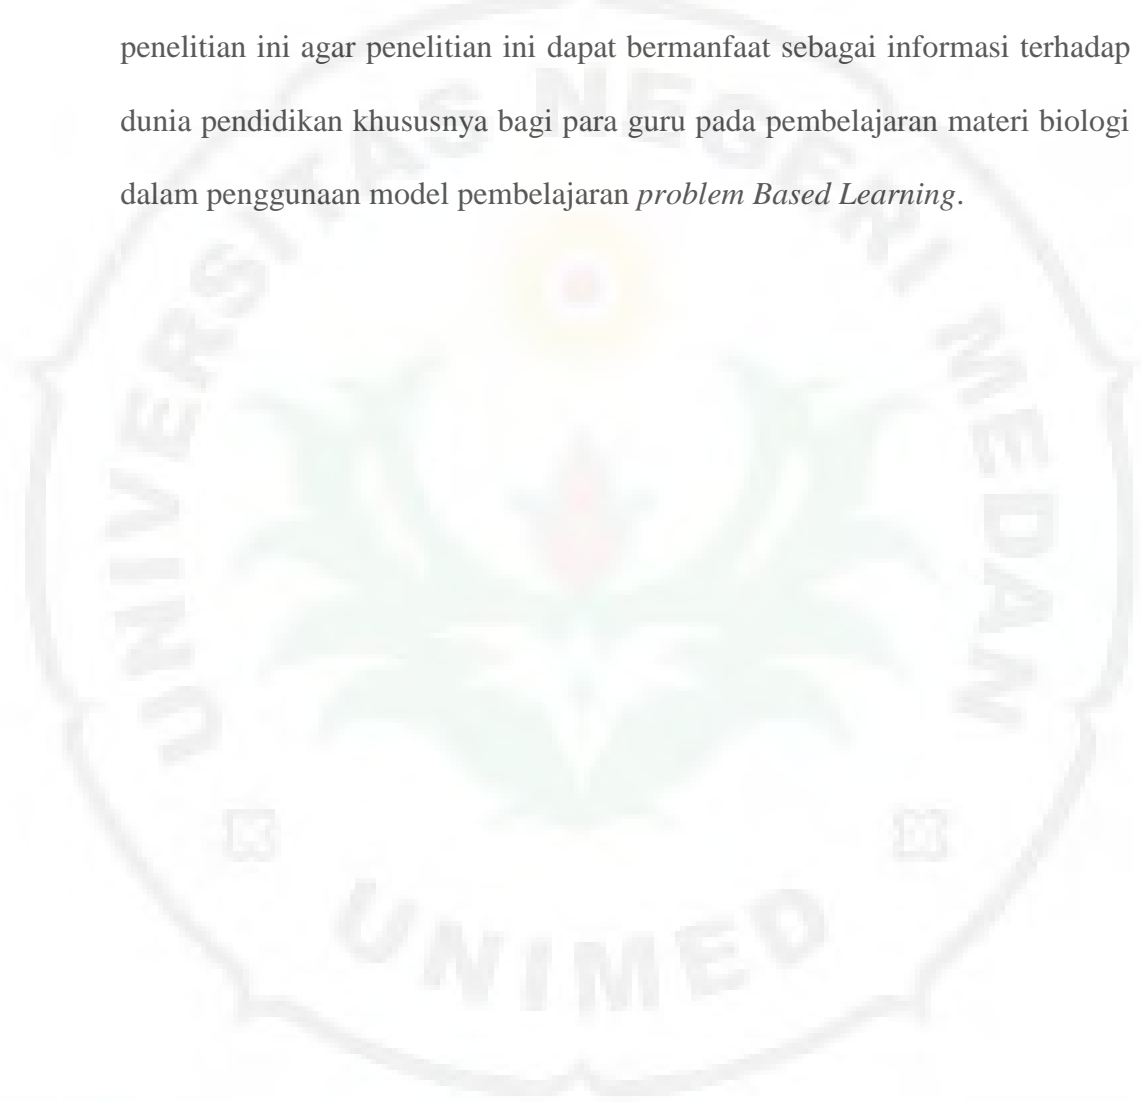 penelitian ini agar penelitian ini dapat bermanfaat sebagai informasi terhadap
dunia pendidikan khususnya bagi para guru pada pembelajaran materi biologi
dalam penggunaan model pembelajaran problem Based Learning.
UNIVERSITAS NEGERI MEDAN
UNIMED